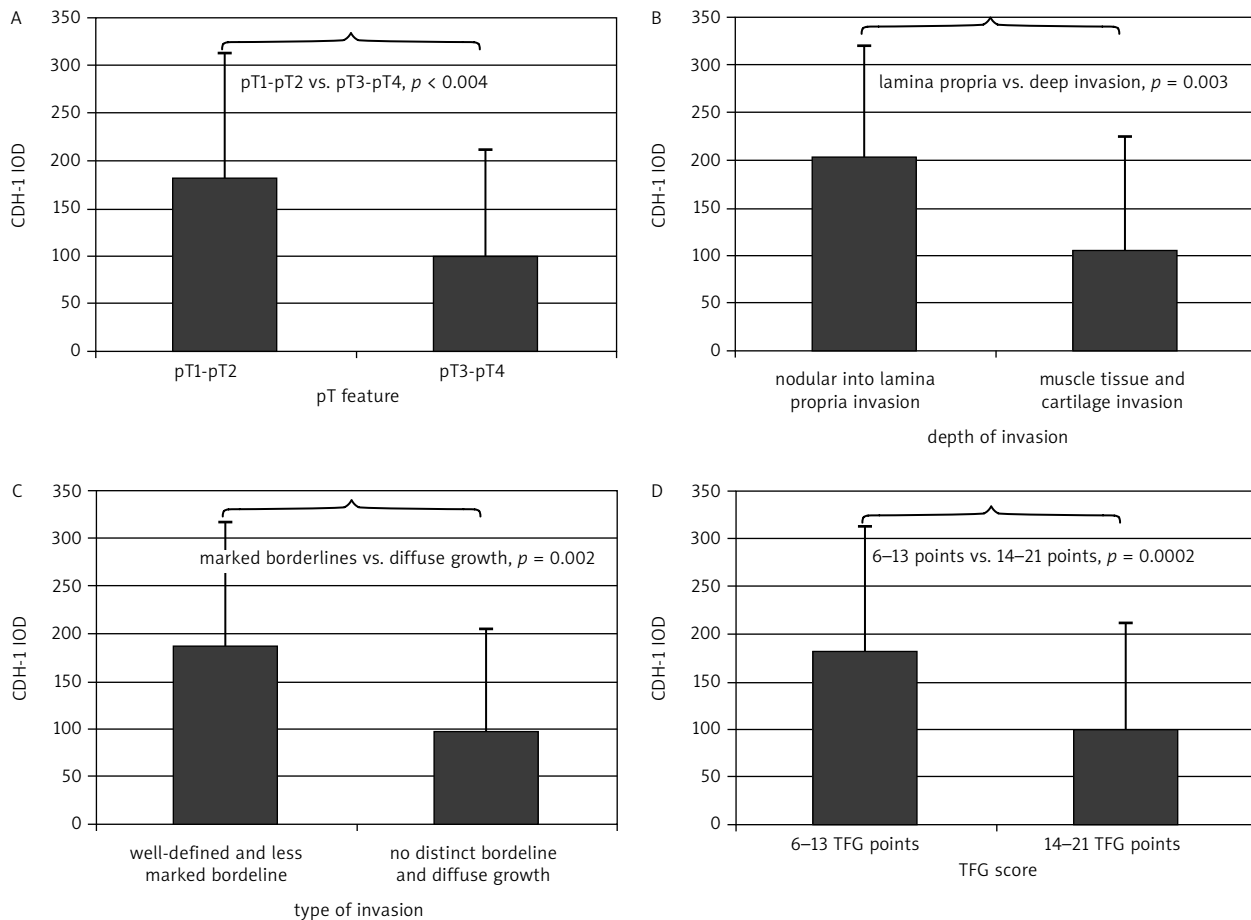 A
CDH-1 IOD
350
300
250
200
150
100
50
0
pT1-pT2 vs. pT3-pT4, p < 0.004
pT1-pT2
pT3-pT4
pT feature
B
CDH-1 IOD
350
300
250
200
150
100
50
0
lamina propria vs. deep invasion, p = 0.003
nodular into lamina
propria invasion
muscle tissue and
cartilage invasion
depth of invasion
C
CDH-1 IOD
350
300
250
200
150
100
50
0
marked borderlines vs. diffuse growth, p = 0.002
well-defined and less
marked bordeline
no distinct bordeline
and diffuse growth
type of invasion
D
CDH-1 IOD
350
300
250
200
150
100
50
0
6–13 points vs. 14–21 points, p = 0.0002
6–13 TFG points
14–21 TFG points
TFG score